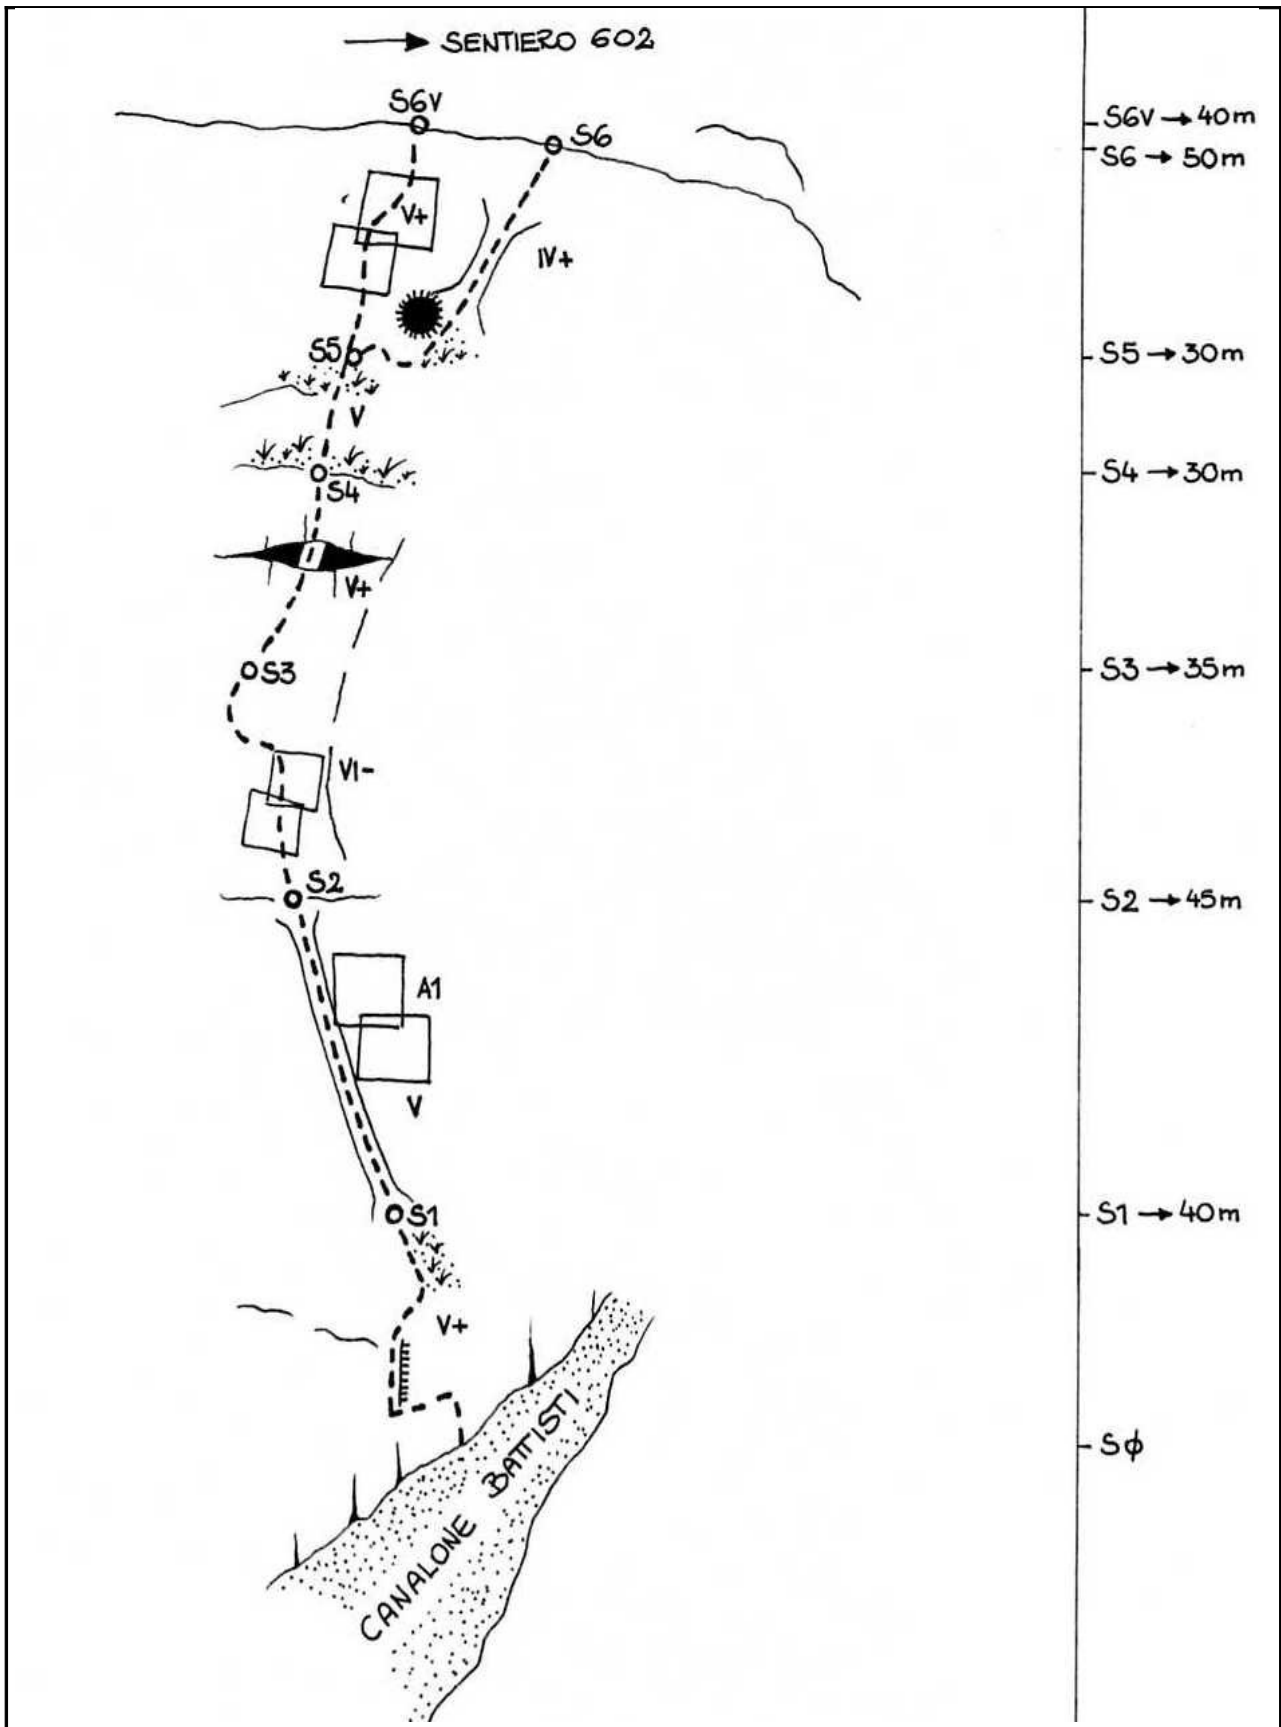 → SENTIERO 602
S6V
S6
V+
IV+
S5
V
S4
V+
S3
VI-
S2
A1
V
S1
V+
CANALONE BATTISTI
S6V → 40m
S6 → 50m
S5 → 30m
S4 → 30m
S3 → 35m
S2 → 45m
S1 → 40m
Sϕ